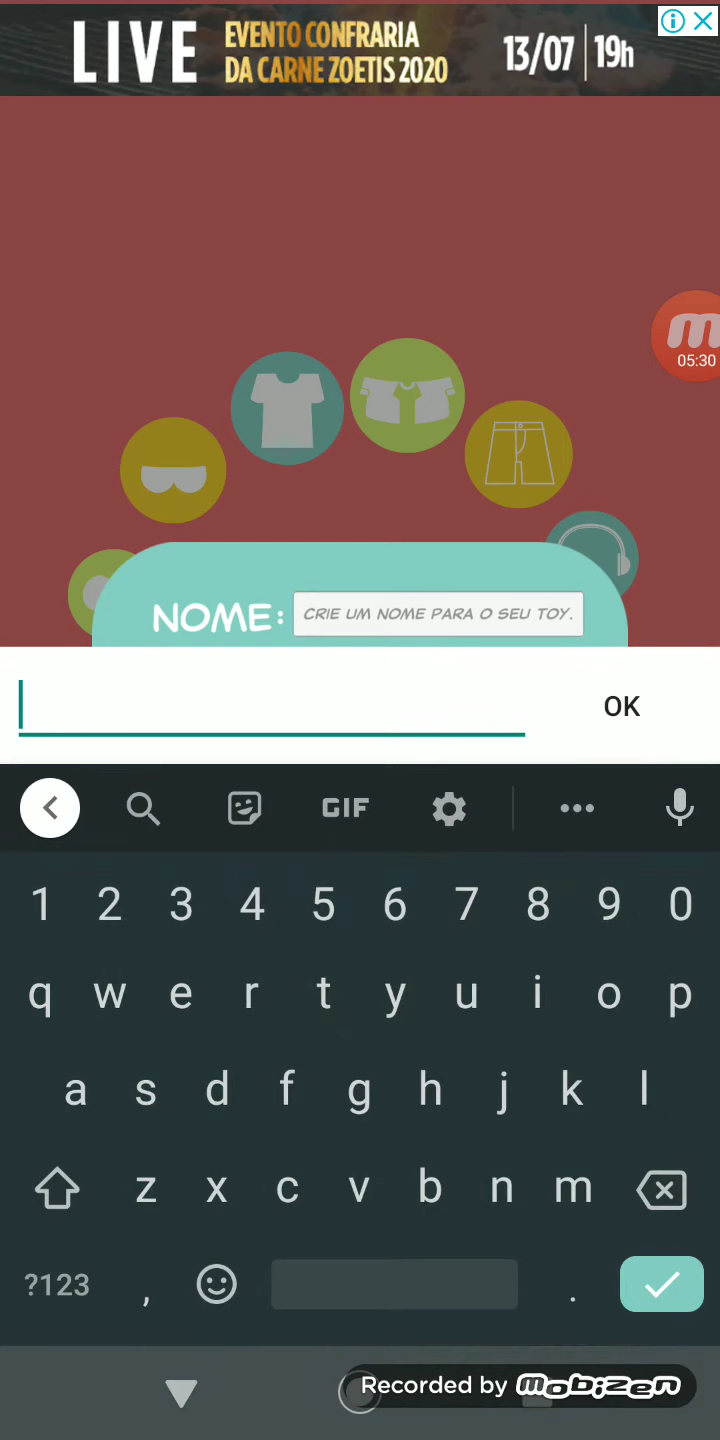 LIVE
EVENTO CONFRARIA
DA CARNE ZOETIS 2020
13/07 | 19h
m
05:30
NOME:
CRIE UM NOME PARA O SEU TOY.
OK
GIF
1 2 3 4 5 6 7 8 9 0
q w e r t y u i o p
a s d f g h j k l
z x c v b n m
?123 , .
Recorded by mobizen